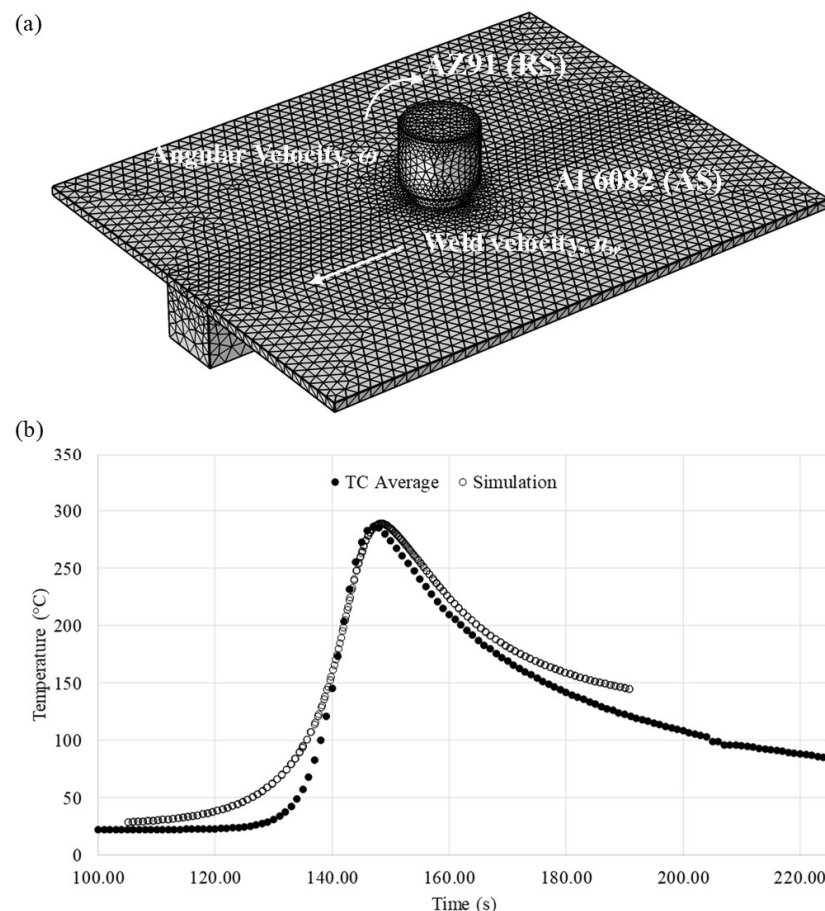 (a)
AZ91 (RS)
Angular Velocity, ω
Al 6082 (AS)
Weld velocity, u_w
(b)
350
TC Average Simulation
300
250
200
150
100
50
0
Temperature (°C)
100.00 120.00 140.00 160.00 180.00 200.00 220.00
Time (s)